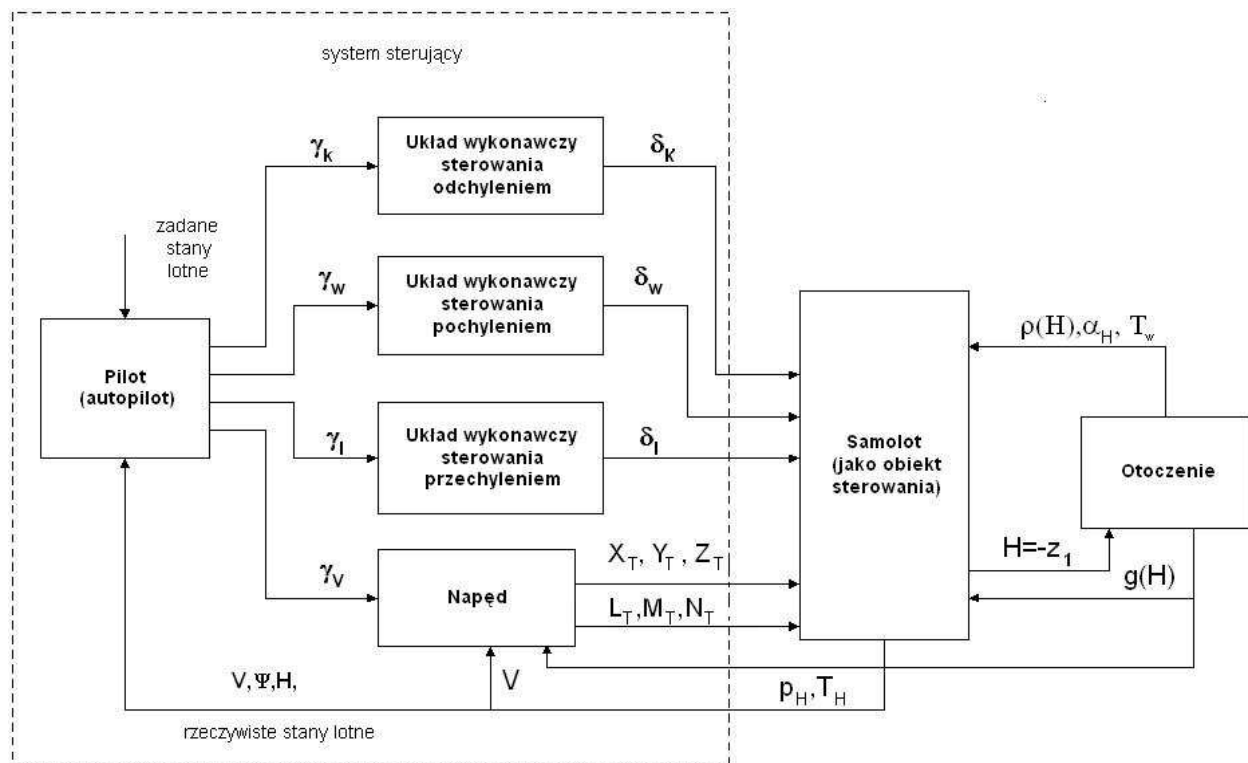 system sterujący
γk
Układ wykonawczy
sterowania
odchyleniem
δK
zadane
stany
lotne
γw
Układ wykonawczy
sterowania
pochyleniem
δw
Pilot
(autopilot)
γl
Układ wykonawczy
sterowania
przechyleniem
δl
γV
Napęd
XT, YT , ZT
LT,MT,NT
Samolot
(jako obiekt
sterowania)
ρ(H),αH, Tw
Otoczenie
H=-z1
g(H)
V,Ψ,H,
V
pH,TH
rzeczywiste stany lotne